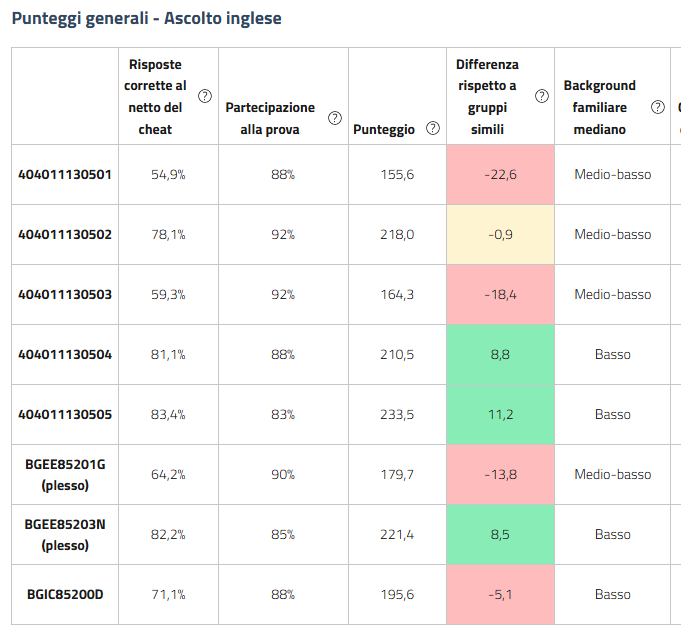 Punteggi generali - Ascolto inglese
Risposte
corrette al
netto del
cheat
?
Partecipazione
alla prova
?
Punteggio
?
Differenza
rispetto a
gruppi
simili
?
Background
familiare
mediano
?
404011130501 54,9% 88% 155,6 -22,6 Medio-basso
404011130502 78,1% 92% 218,0 -0,9 Medio-basso
404011130503 59,3% 92% 164,3 -18,4 Medio-basso
404011130504 81,1% 88% 210,5 8,8 Basso
404011130505 83,4% 83% 233,5 11,2 Basso
BGEE85201G
(plesso) 64,2% 90% 179,7 -13,8 Medio-basso
BGEE85203N
(plesso) 82,2% 85% 221,4 8,5 Basso
BGIC85200D 71,1% 88% 195,6 -5,1 Basso